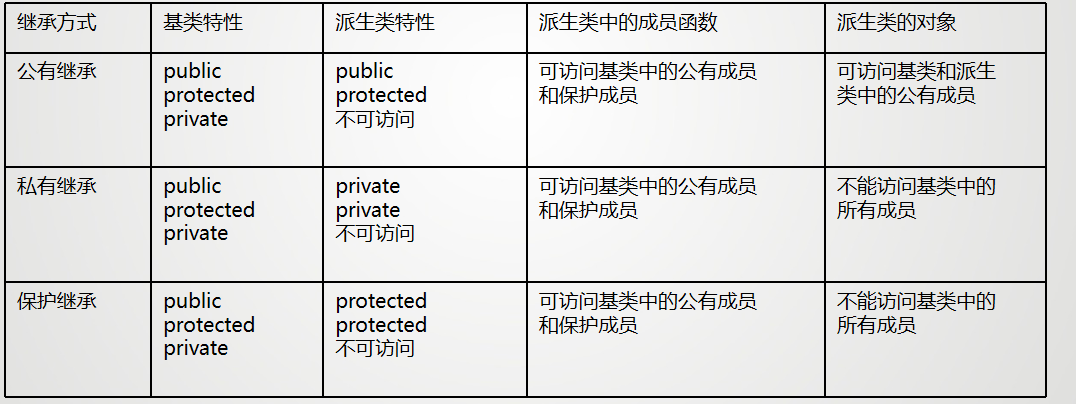 继承方式 基类特性 派生类特性 派生类中的成员函数 派生类的对象
公有继承 public public 可访问基类中的公有成员 可访问基类和派生
protected protected 和保护成员 类中的公有成员
private 不可访问
私有继承 public private 可访问基类中的公有成员 不能访问基类中的
protected private 和保护成员 所有成员
private 不可访问
保护继承 public protected 可访问基类中的公有成员 不能访问基类中的
protected protected 和保护成员 所有成员
private 不可访问